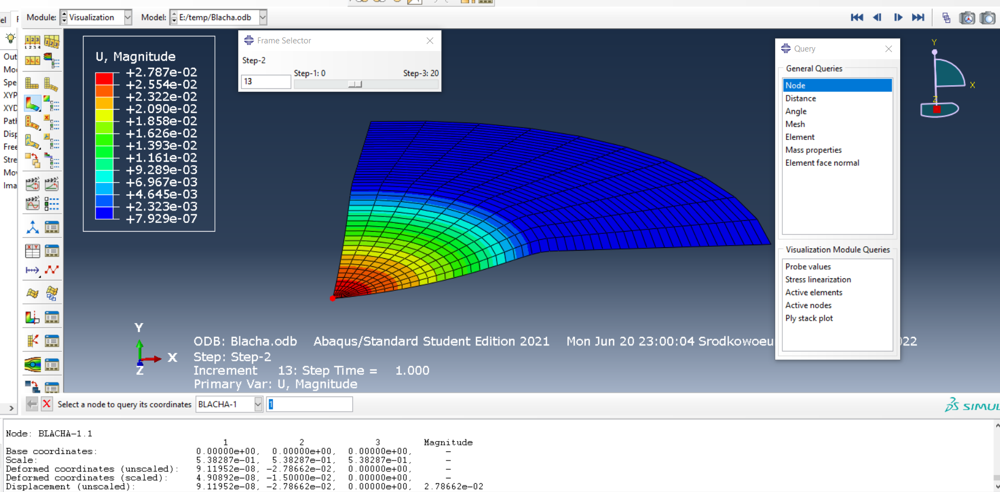 el
Module: Visualization Model: E:/temp/Blacha.odb
Out
Mo
Spe
XYP
XYD
Path
Disp
Free
Stre
Mov
Ima
U, Magnitude
+2.787e-02
+2.554e-02
+2.322e-02
+2.090e-02
+1.858e-02
+1.626e-02
+1.393e-02
+1.161e-02
+9.289e-03
+6.967e-03
+4.645e-03
+2.323e-03
+7.929e-07
Frame Selector
Step-2
Step-1: 0 Step-3: 20
13
Query
General Queries
Node
Distance
Angle
Mesh
Element
Mass properties
Element face normal
Visualization Module Queries
Probe values
Stress linearization
Active elements
Active nodes
Ply stack plot
Y
X
Z
Y
X
Z
ODB: Blacha.odb Abaqus/Standard Student Edition 2021 Mon Jun 20 23:00:04 Srodkowoeu 022
Step: Step-2
Increment 13: Step Time = 1.000
Primary Var: U, Magnitude
Select a node to query its coordinates BLACHA-1 1
SIMUL
Node: BLACHA-1.1
1 2 3 Magnitude
Base coordinates: 0.00000e+00, 0.00000e+00, 0.00000e+00, -
Scale: 5.38287e-01, 5.38287e-01, 5.38287e-01, -
Deformed coordinates (unscaled): 9.11952e-08, -2.78662e-02, 0.00000e+00, -
Deformed coordinates (scaled): 4.90892e-08, -1.50000e-02, 0.00000e+00, -
Displacement (unscaled): 9.11952e-08, -2.78662e-02, 0.00000e+00, 2.78662e-02